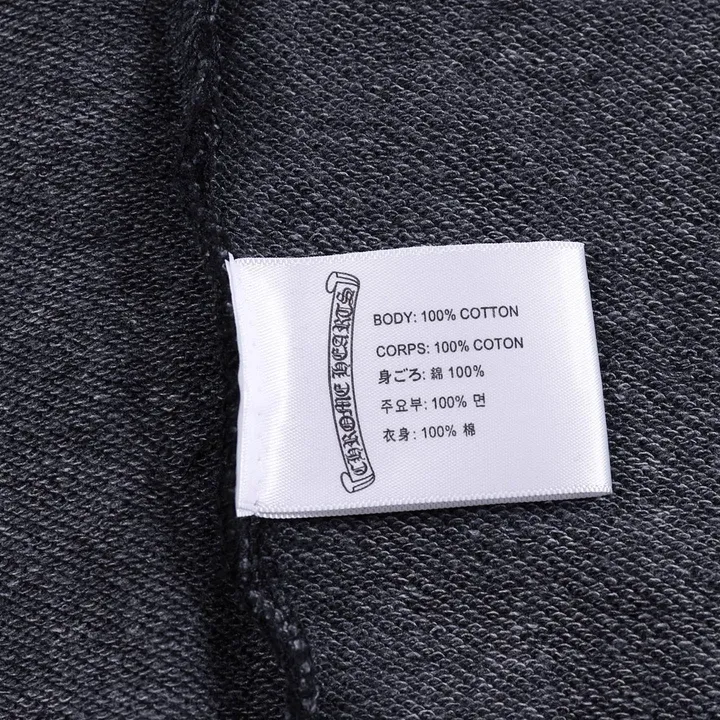 CHROME HEARTS
BODY: 100% COTTON
CORPS: 100% COTON
身ごろ: 綿 100%
주요부: 100% 면
衣身: 100% 棉